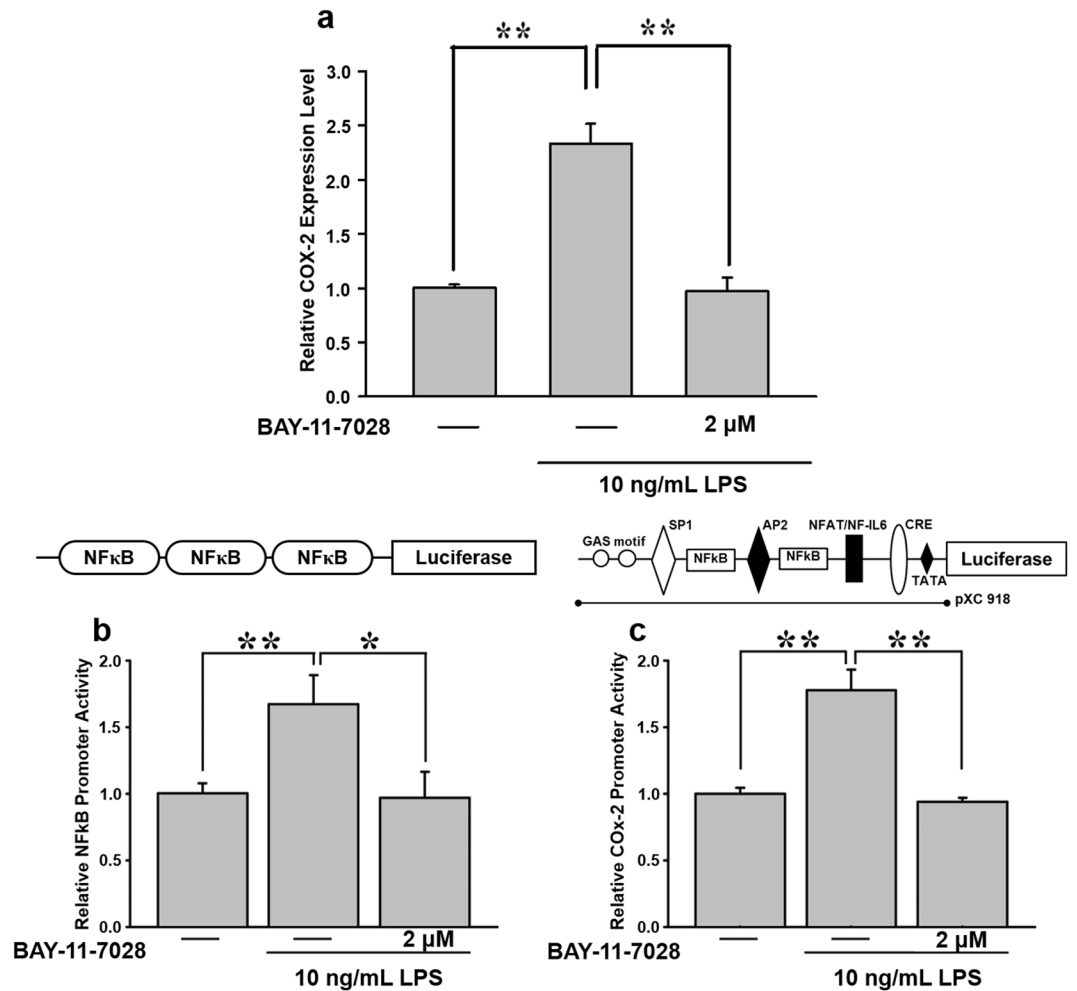 a
** **
Relative COX-2 Expression Level
3.0
2.5
2.0
1.5
1.0
0.5
0.0
BAY-11-7028 — — 2 μM
10 ng/mL LPS
NFκB NFκB NFκB Luciferase
GAS motif SP1 NFkB AP2 NFkB NFAT/NF-IL6 CRE TATA Luciferase
pXC 918
b
** *
Relative NFkB Promoter Activity
2.0
1.5
1.0
0.5
0.0
BAY-11-7028 — — 2 μM
10 ng/mL LPS
c
** **
Relative COx-2 Promoter Activity
2.0
1.5
1.0
0.5
0.0
BAY-11-7028 — — 2 μM
10 ng/mL LPS